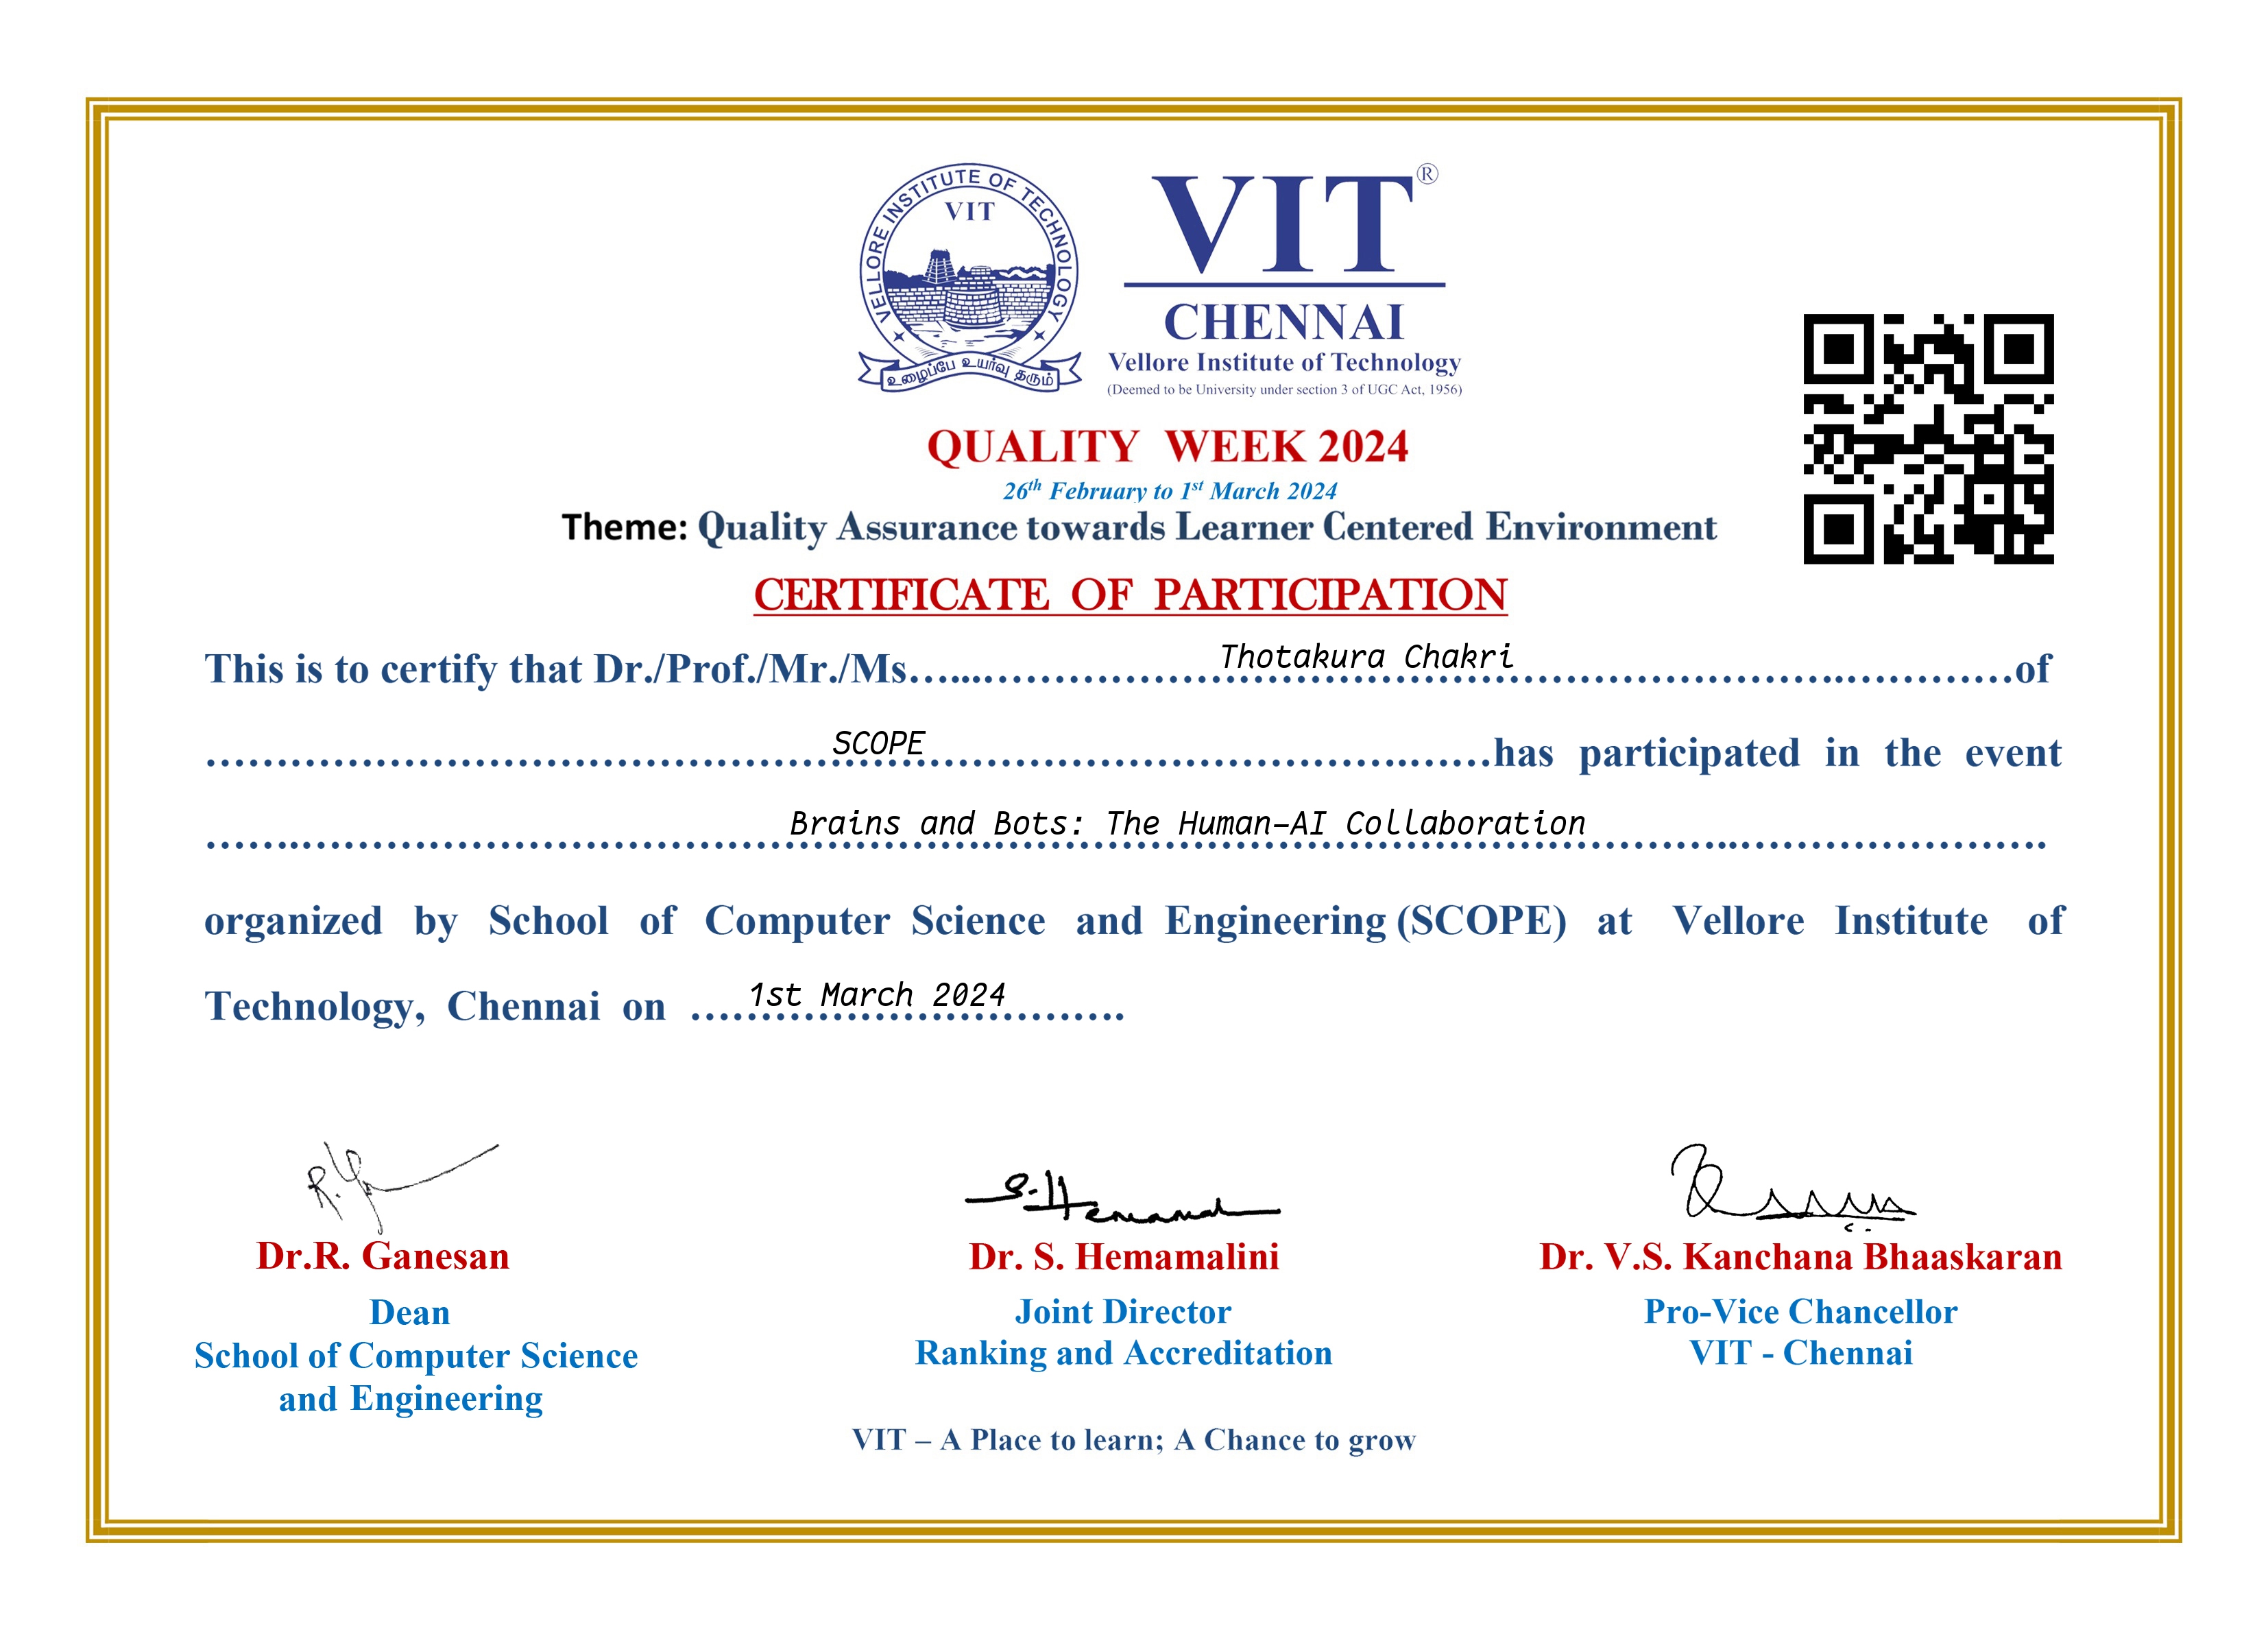 VELLORE INSTITUTE OF TECHNOLOGY
VIT
உழைப்பே உயர்வு தரும்
VIT®
CHENNAI
Vellore Institute of Technology
(Deemed to be University under section 3 of UGC Act, 1956)
QUALITY WEEK 2024
26th February to 1st March 2024
Theme: Quality Assurance towards Learner Centered Environment
CERTIFICATE OF PARTICIPATION
This is to certify that Dr./Prof./Mr./Ms. Thotakura Chakri of
SCOPE has participated in the event
Brains and Bots: The Human-AI Collaboration
organized by School of Computer Science and Engineering (SCOPE) at Vellore Institute of
Technology, Chennai on 1st March 2024
S. Hemamal
Dr.R. Ganesan
Dr. S. Hemamalini
Dr. V.S. Kanchana Bhaaskaran
Dean
Joint Director
Pro-Vice Chancellor
School of Computer Science
Ranking and Accreditation
VIT - Chennai
and Engineering
VIT – A Place to learn; A Chance to grow